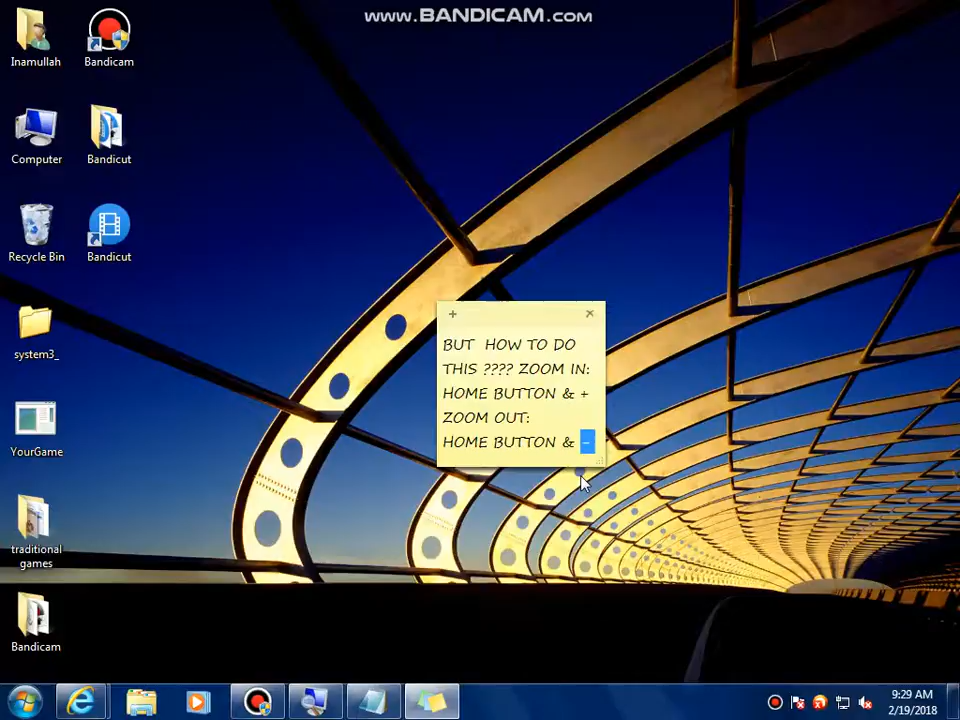 www.BANDICAM.com
Inamullah
Bandicam
Computer
Bandicut
Recycle Bin
Bandicut
system3_
YourGame
traditional
games
Bandicam
BUT HOW TO DO
THIS ???? ZOOM IN:
HOME BUTTON & +
ZOOM OUT:
HOME BUTTON & -
9:29 AM
2/19/2018